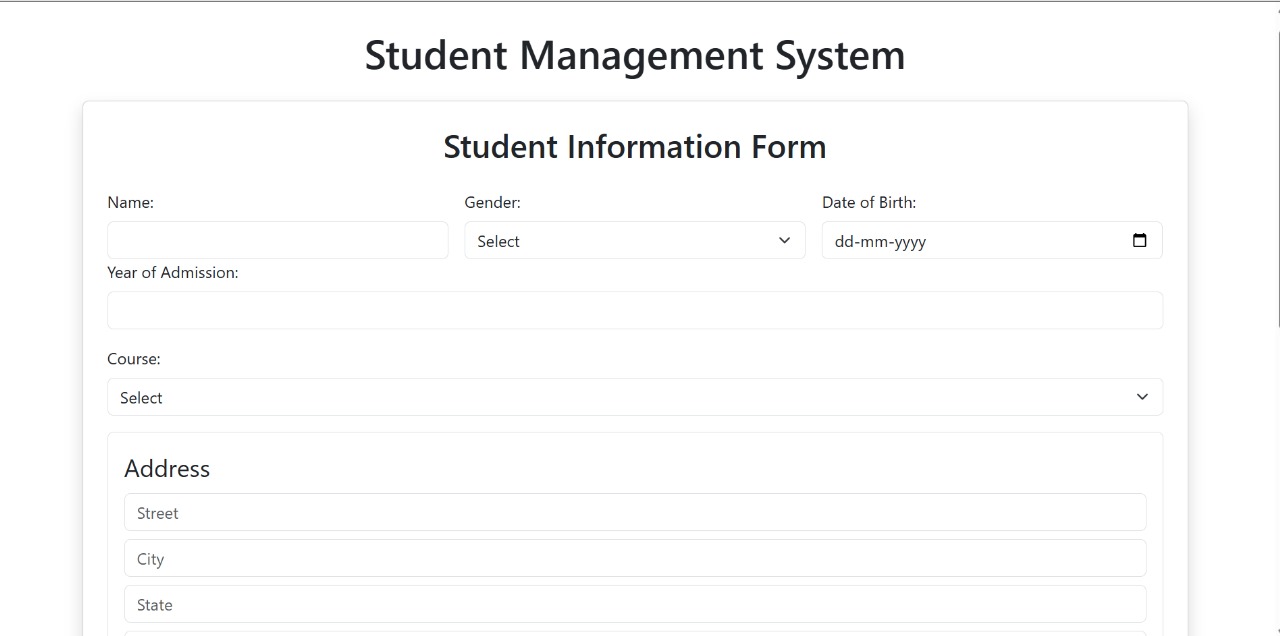 Student Management System
Student Information Form
Name: Gender: Date of Birth:
Select dd-mm-yyyy
Year of Admission:
Course:
Select
Address
Street
City
State